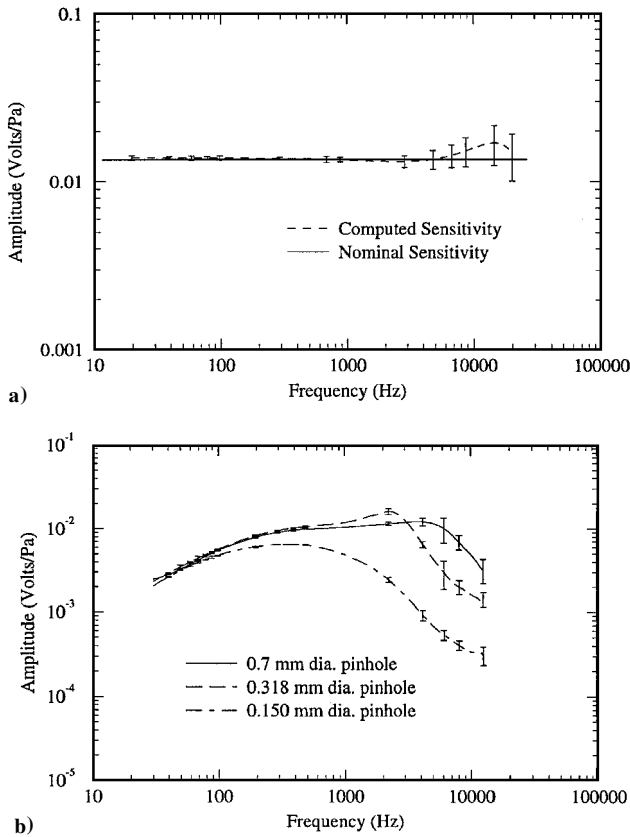 0.1
0.01
0.001
Amplitude (Volts/Pa)
Computed Sensitivity
Nominal Sensitivity
10
100
1000
10000
100000
Frequency (Hz)
a)
10-1
10-2
10-3
10-4
10-5
Amplitude (Volts/Pa)
0.7 mm dia. pinhole
0.318 mm dia. pinhole
0.150 mm dia. pinhole
10
100
1000
10000
100000
Frequency (Hz)
b)